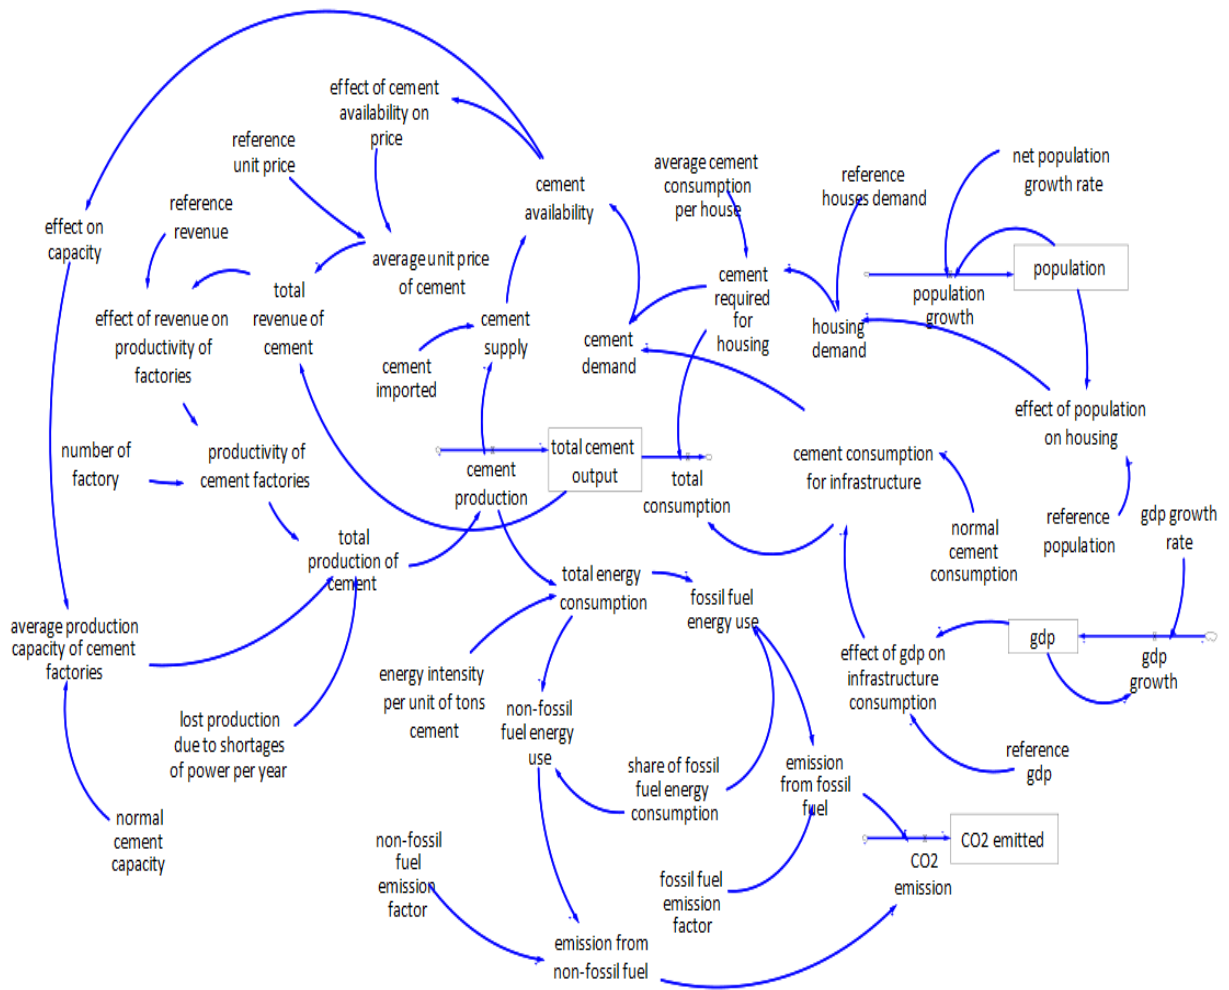 effect of cement
availability on
price
reference
unit price
average cement
consumption
per house
reference
houses demand
net population
growth rate
cement
availability
effect on
capacity
reference
revenue
average unit price
of cement
cement
required
for
housing
population
population
growth
total
revenue of
cement
effect of revenue on
productivity of
factories
cement
supply
cement
demand
housing
demand
cement
imported
effect of population
on housing
number of
factory
productivity of
cement factories
cement
production
total cement
output
total
consumption
cement consumption
for infrastructure
normal
cement
consumption
reference
population
gdp growth
rate
total
production of
cement
total energy
consumption
fossil fuel
energy use
average production
capacity of cement
factories
effect of gdp on
infrastructure
consumption
gdp
gdp
growth
energy intensity
per unit of tons
cement
non-fossil
fuel energy
use
lost production
due to shortages
of power per year
share of fossil
fuel energy
consumption
emission
from fossil
fuel
reference
gdp
normal
cement
capacity
non-fossil
fuel
emission
factor
fossil fuel
emission
factor
CO2
emission
CO2 emitted
emission from
non-fossil fuel